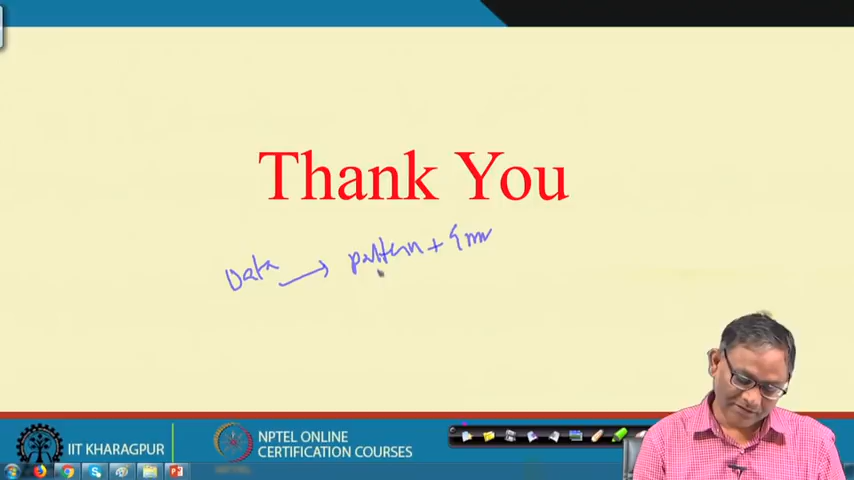 Thank You
Data → pattern + Error
IIT KHARAGPUR
NPTEL ONLINE
CERTIFICATION COURSES